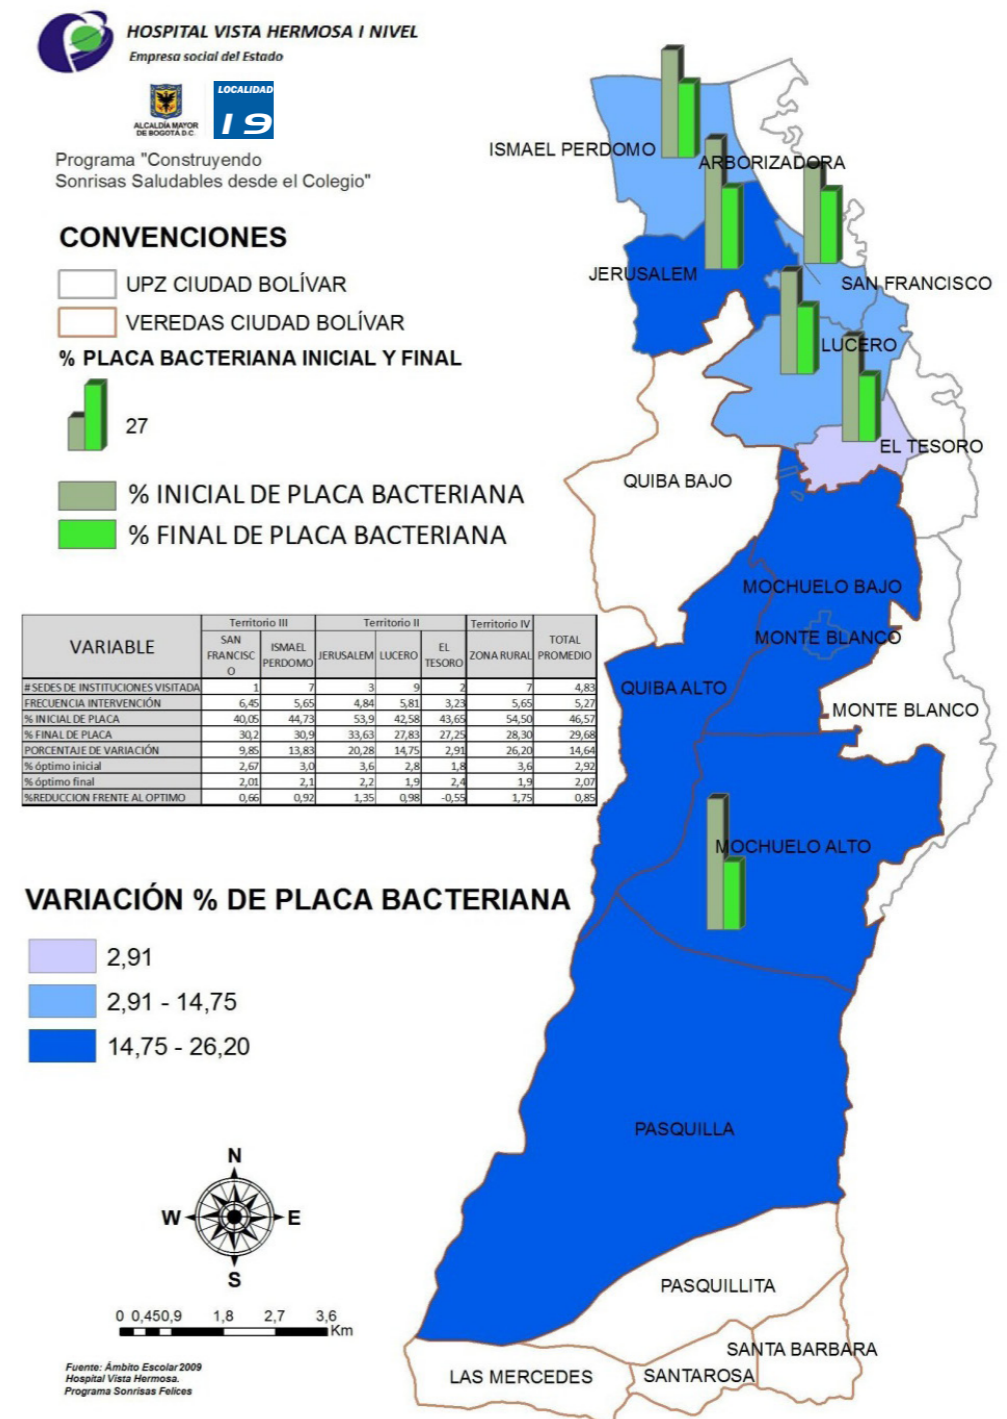 HOSPITAL VISTA HERMOSA I NIVEL
Empresa social del Estado
ALCALDÍA MAYOR
DE BOGOTÁ D.C.
LOCALIDAD
19
Programa "Construyendo
Sonrisas Saludables desde el Colegio"
CONVENCIONES
UPZ CIUDAD BOLÍVAR
VEREDAS CIUDAD BOLÍVAR
% PLACA BACTERIANA INICIAL Y FINAL
27
% INICIAL DE PLACA BACTERIANA
% FINAL DE PLACA BACTERIANA
VARIABLE Territorio III Territorio II Territorio IV TOTAL PROMEDIO
SAN FRANCISCO ISMAEL PERDOMO JERUSALEM LUCERO EL TESORO ZONA RURAL
# SEDES DE INSTITUCIONES VISITADA 1 7 3 9 2 7 4,83
FRECUENCIA INTERVENCIÓN 6,45 5,65 4,84 5,81 3,23 5,65 5,27
% INICIAL DE PLACA 40,05 44,73 53,9 42,58 43,65 54,50 46,57
% FINAL DE PLACA 30,2 30,9 33,63 27,83 27,25 28,30 29,68
PORCENTAJE DE VARIACIÓN 9,85 13,83 20,28 14,75 2,91 26,20 14,64
% óptimo inicial 2,67 3,0 3,6 2,8 1,8 3,6 2,92
% óptimo final 2,01 2,1 2,2 1,9 2,4 1,9 2,07
%REDUCCION FRENTE AL OPTIMO 0,66 0,92 1,35 0,98 -0,55 1,75 0,85
VARIACIÓN % DE PLACA BACTERIANA
2,91
2,91 - 14,75
14,75 - 26,20
N
W E
S
0 0,45 0,9 1,8 2,7 3,6
Km
Fuente: Ámbito Escolar 2009
Hospital Vista Hermosa.
Programa Sonrisas Felices
ISMAEL PERDOMO
ARBORIZADORA
JERUSALEM
SAN FRANCISCO
LUCERO
EL TESORO
QUIBA BAJO
MOCHUELO BAJO
MONTE BLANCO
QUIBA ALTO
MONTE BLANCO
MOCHUELO ALTO
PASQUILLA
PASQUILLITA
SANTA BARBARA
LAS MERCEDES
SANTAROSA